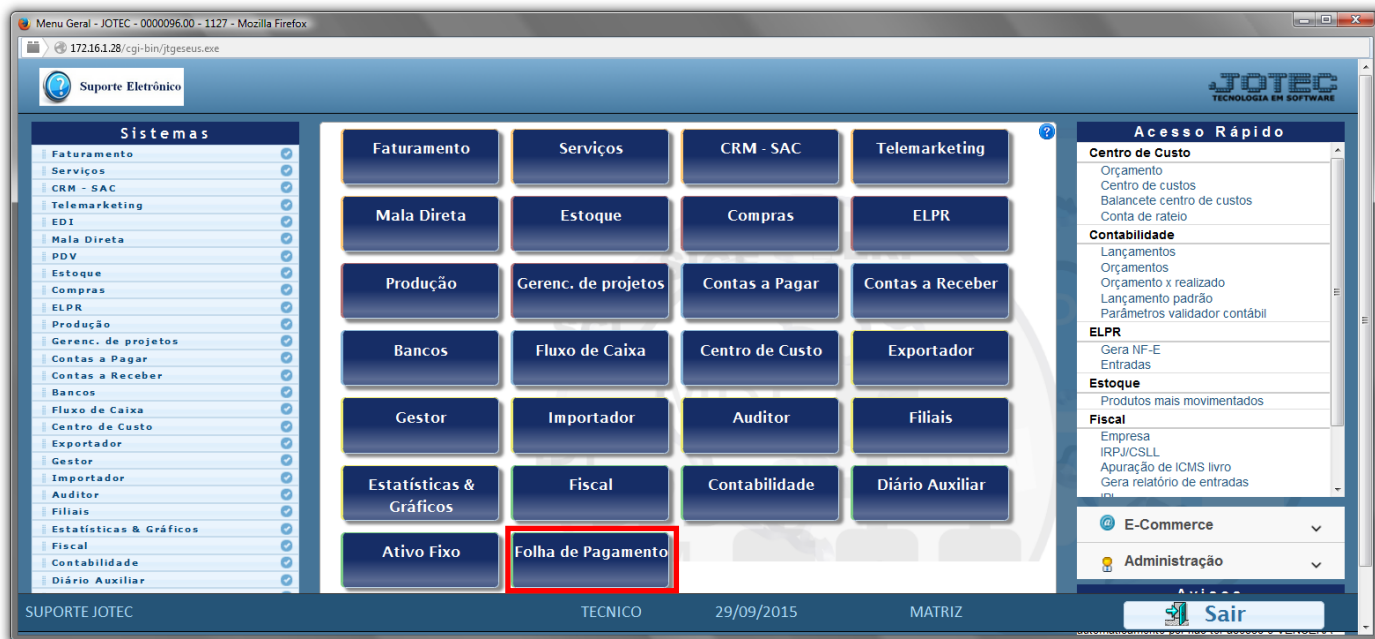 Menu Geral - JOTEC - 0000096.00 - 1127 - Mozilla Firefox
172.16.1.28/cgi-bin/jtgeseus.exe
Suporte Eletrônico
JOTEC
TECNOLOGIA EM SOFTWARE
Sistemas
Faturamento
Serviços
CRM - SAC
Telemarketing
EDI
Mala Direta
PDV
Estoque
Compras
ELPR
Produção
Gerenc. de projetos
Contas a Pagar
Contas a Receber
Bancos
Fluxo de Caixa
Centro de Custo
Exportador
Gestor
Importador
Auditor
Filiais
Estatísticas & Gráficos
Fiscal
Contabilidade
Diário Auxiliar
Faturamento
Serviços
CRM - SAC
Telemarketing
Mala Direta
Estoque
Compras
ELPR
Produção
Gerenc. de projetos
Contas a Pagar
Contas a Receber
Bancos
Fluxo de Caixa
Centro de Custo
Exportador
Gestor
Importador
Auditor
Filiais
Estatísticas &
Gráficos
Fiscal
Contabilidade
Diário Auxiliar
Ativo Fixo
Folha de Pagamento
Acesso Rápido
Centro de Custo
Orçamento
Centro de custos
Balancete centro de custos
Conta de rateio
Contabilidade
Lançamentos
Orçamentos
Orçamento x realizado
Lançamento padrão
Parâmetros validador contábil
ELPR
Gera NF-E
Entradas
Estoque
Produtos mais movimentados
Fiscal
Empresa
IRPJ/CSLL
Apuração de ICMS livro
Gera relatório de entradas
E-Commerce
Administração
SUPORTE JOTEC
TECNICO
29/09/2015
MATRIZ
Sair